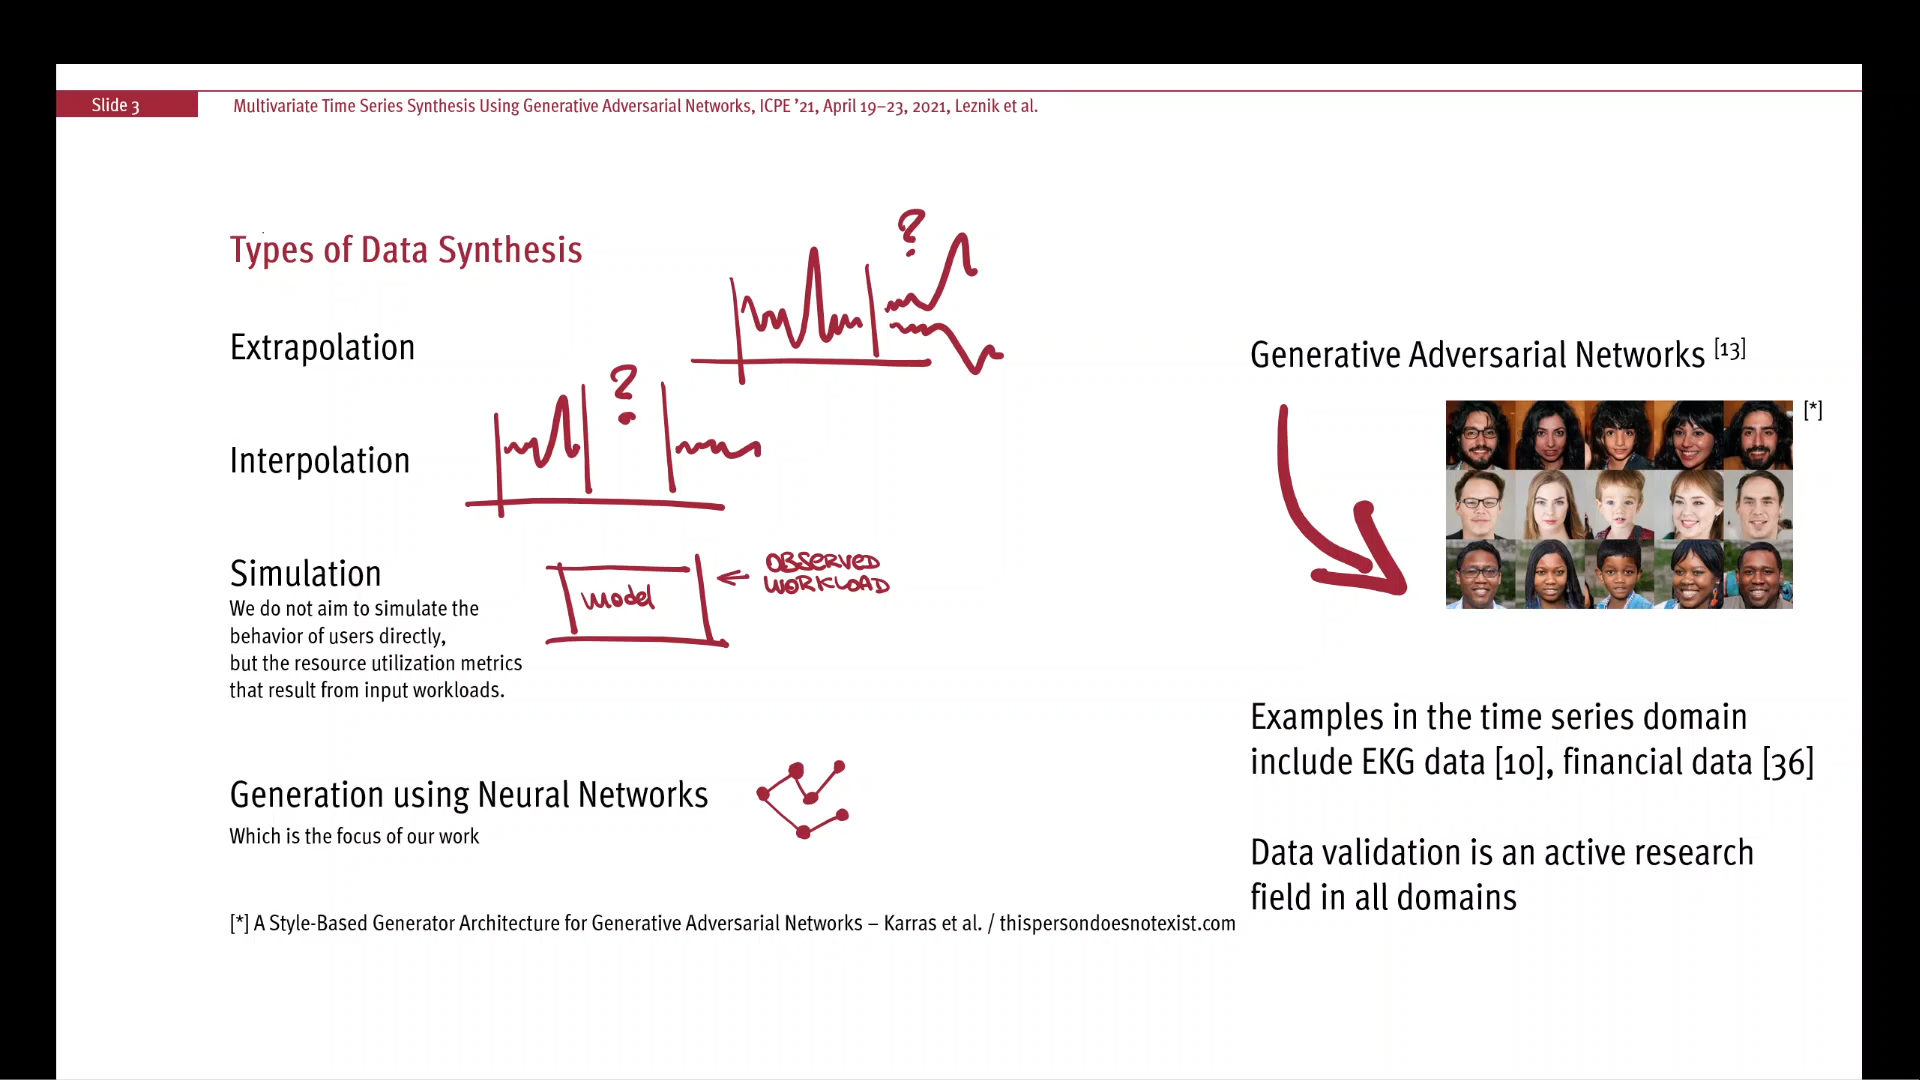 Slide 3
Multivariate Time Series Synthesis Using Generative Adversarial Networks, ICPE ’21, April 19–23, 2021, Leznik et al.
Types of Data Synthesis
?
Extrapolation
?
Interpolation
Simulation
We do not aim to simulate the
behavior of users directly,
but the resource utilization metrics
that result from input workloads.
model
OBSERVED
WORKLOAD
Generation using Neural Networks
Which is the focus of our work
[*] A Style-Based Generator Architecture for Generative Adversarial Networks – Karras et al. / thispersondoesnotexist.com
Generative Adversarial Networks [13]
[*]
Examples in the time series domain
include EKG data [10], financial data [36]
Data validation is an active research
field in all domains